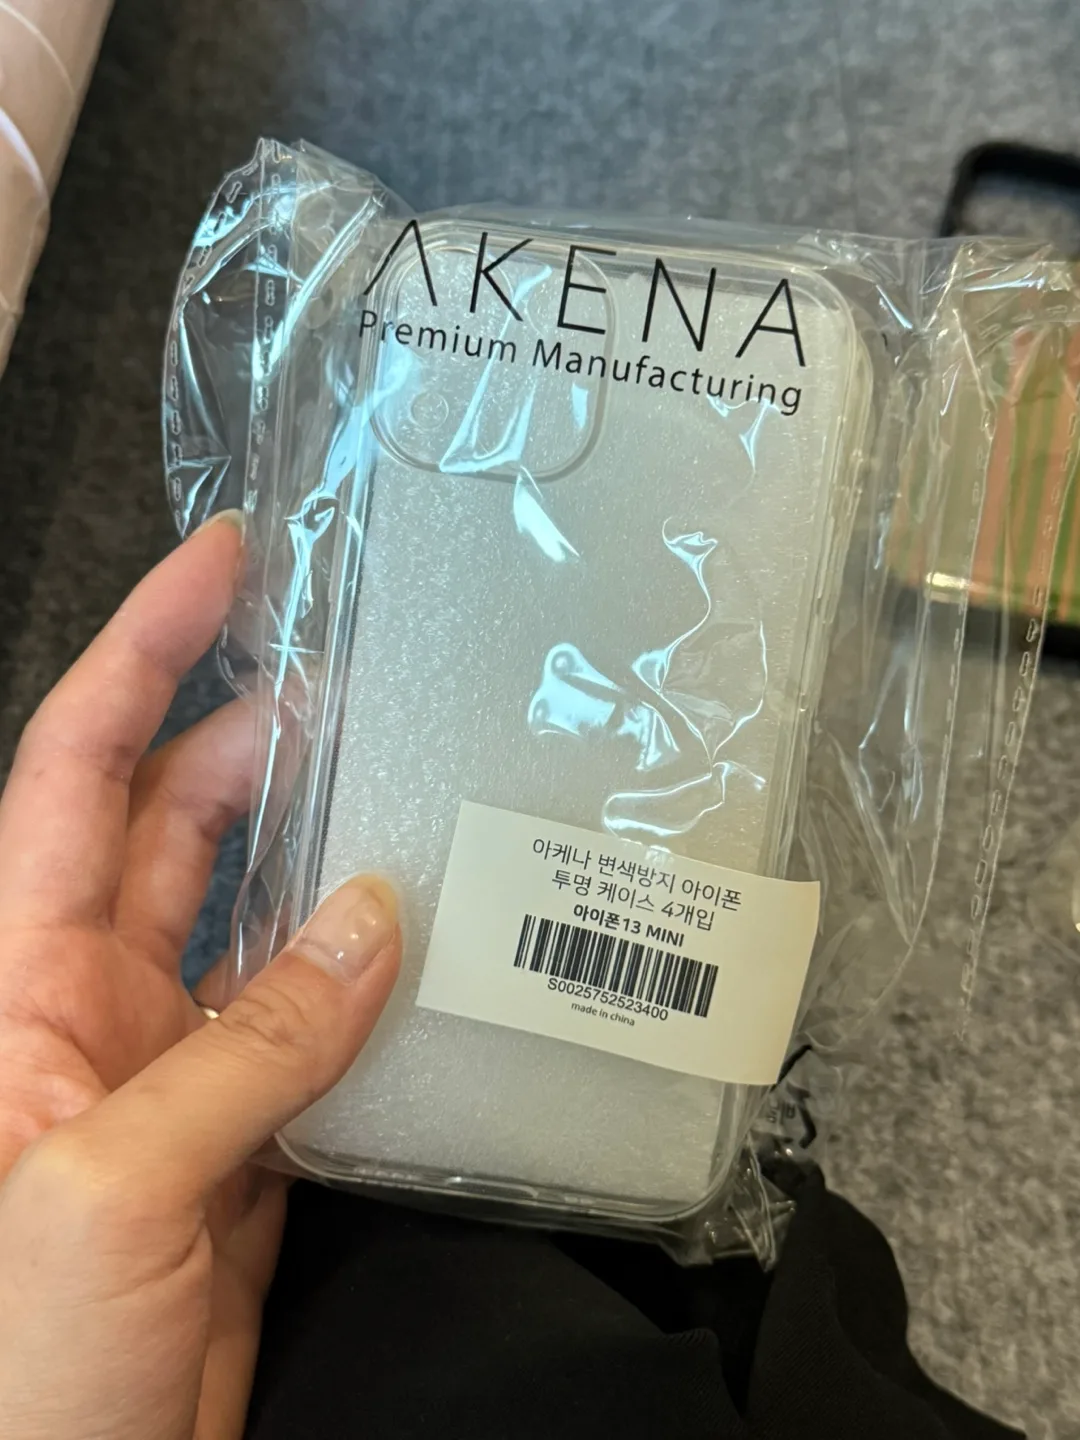 AKENA
Premium Manufacturing
아케나 변색방지 아이폰
투명 케이스 4개입
아이폰13 MINI
S0025752523400
made in china